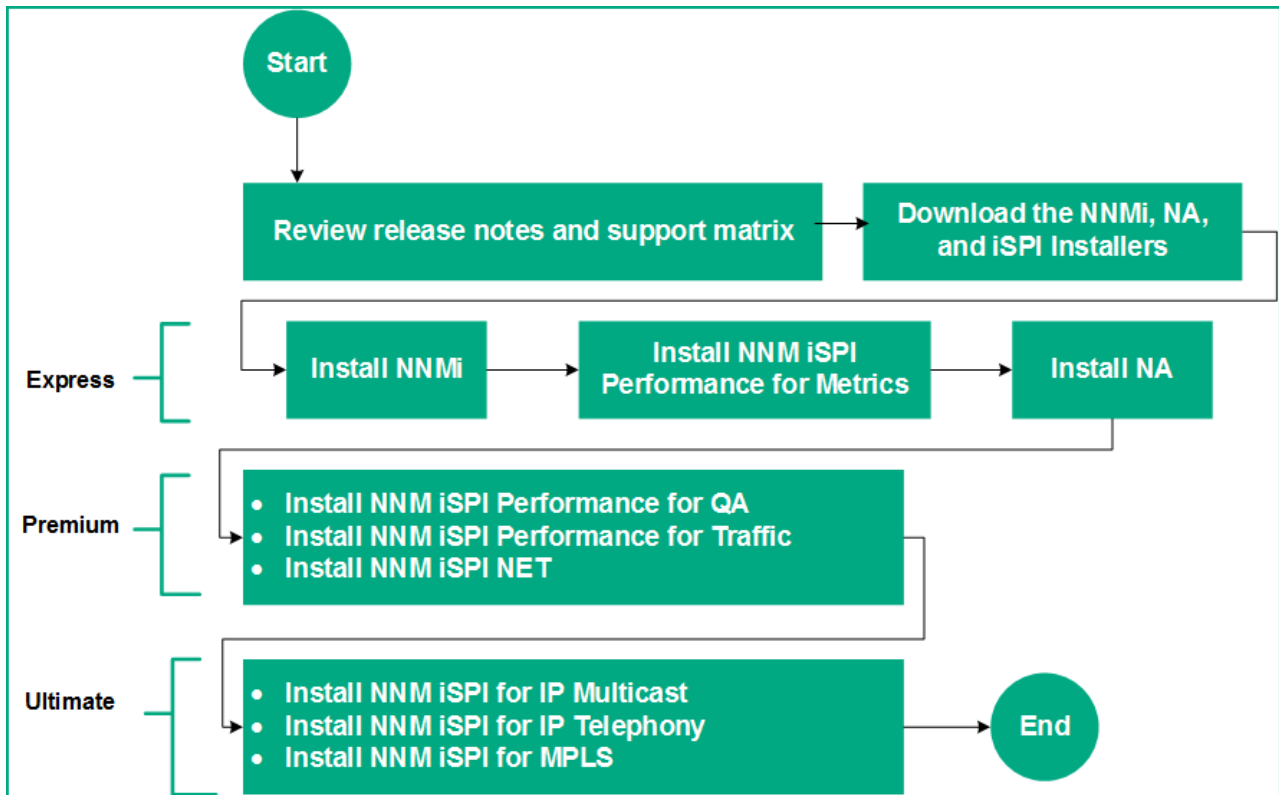 Start
Review release notes and support matrix
Download the NNMi, NA,
and iSPI Installers
Express
Install NNMi
Install NNM iSPI
Performance for Metrics
Install NA
Premium
• Install NNM iSPI Performance for QA
• Install NNM iSPI Performance for Traffic
• Install NNM iSPI NET
Ultimate
• Install NNM iSPI for IP Multicast
• Install NNM iSPI for IP Telephony
• Install NNM iSPI for MPLS
End